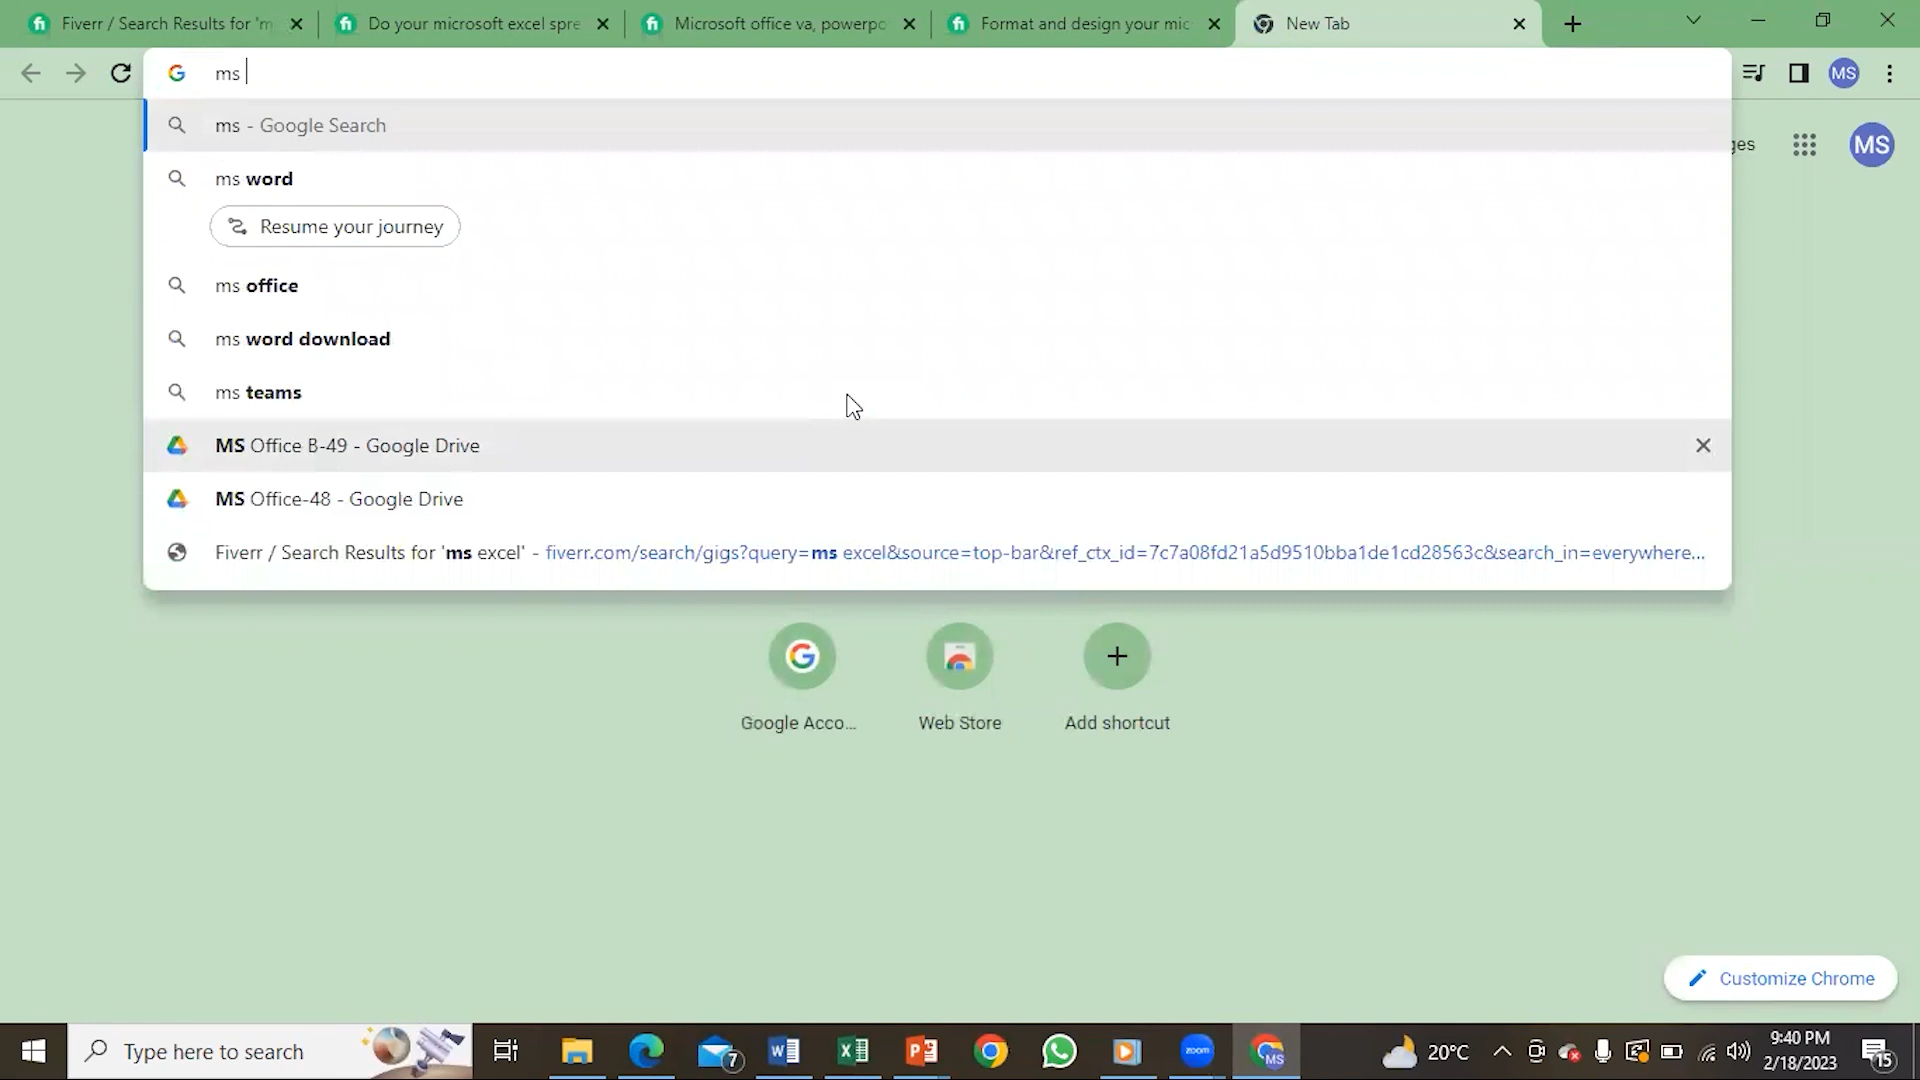 Fiverr / Search Results for 'm
Do your microsoft excel spre
Microsoft office va, powerpo
Format and design your mic
New Tab
ms
MS
ms - Google Search
ges
MS
ms word
Resume your journey
ms office
ms word download
ms teams
MS Office B-49 - Google Drive
MS Office-48 - Google Drive
Fiverr / Search Results for 'ms excel' - fiverr.com/search/gigs?query=ms excel&source=top-bar&ref_ctx_id=7c7a08fd21a5d9510bba1de1cd28563c&search_in=everywhere...
Google Acco...
Web Store
Add shortcut
Customize Chrome
Type here to search
7
zoom
MS
20°C
9:40 PM
2/18/2023
15